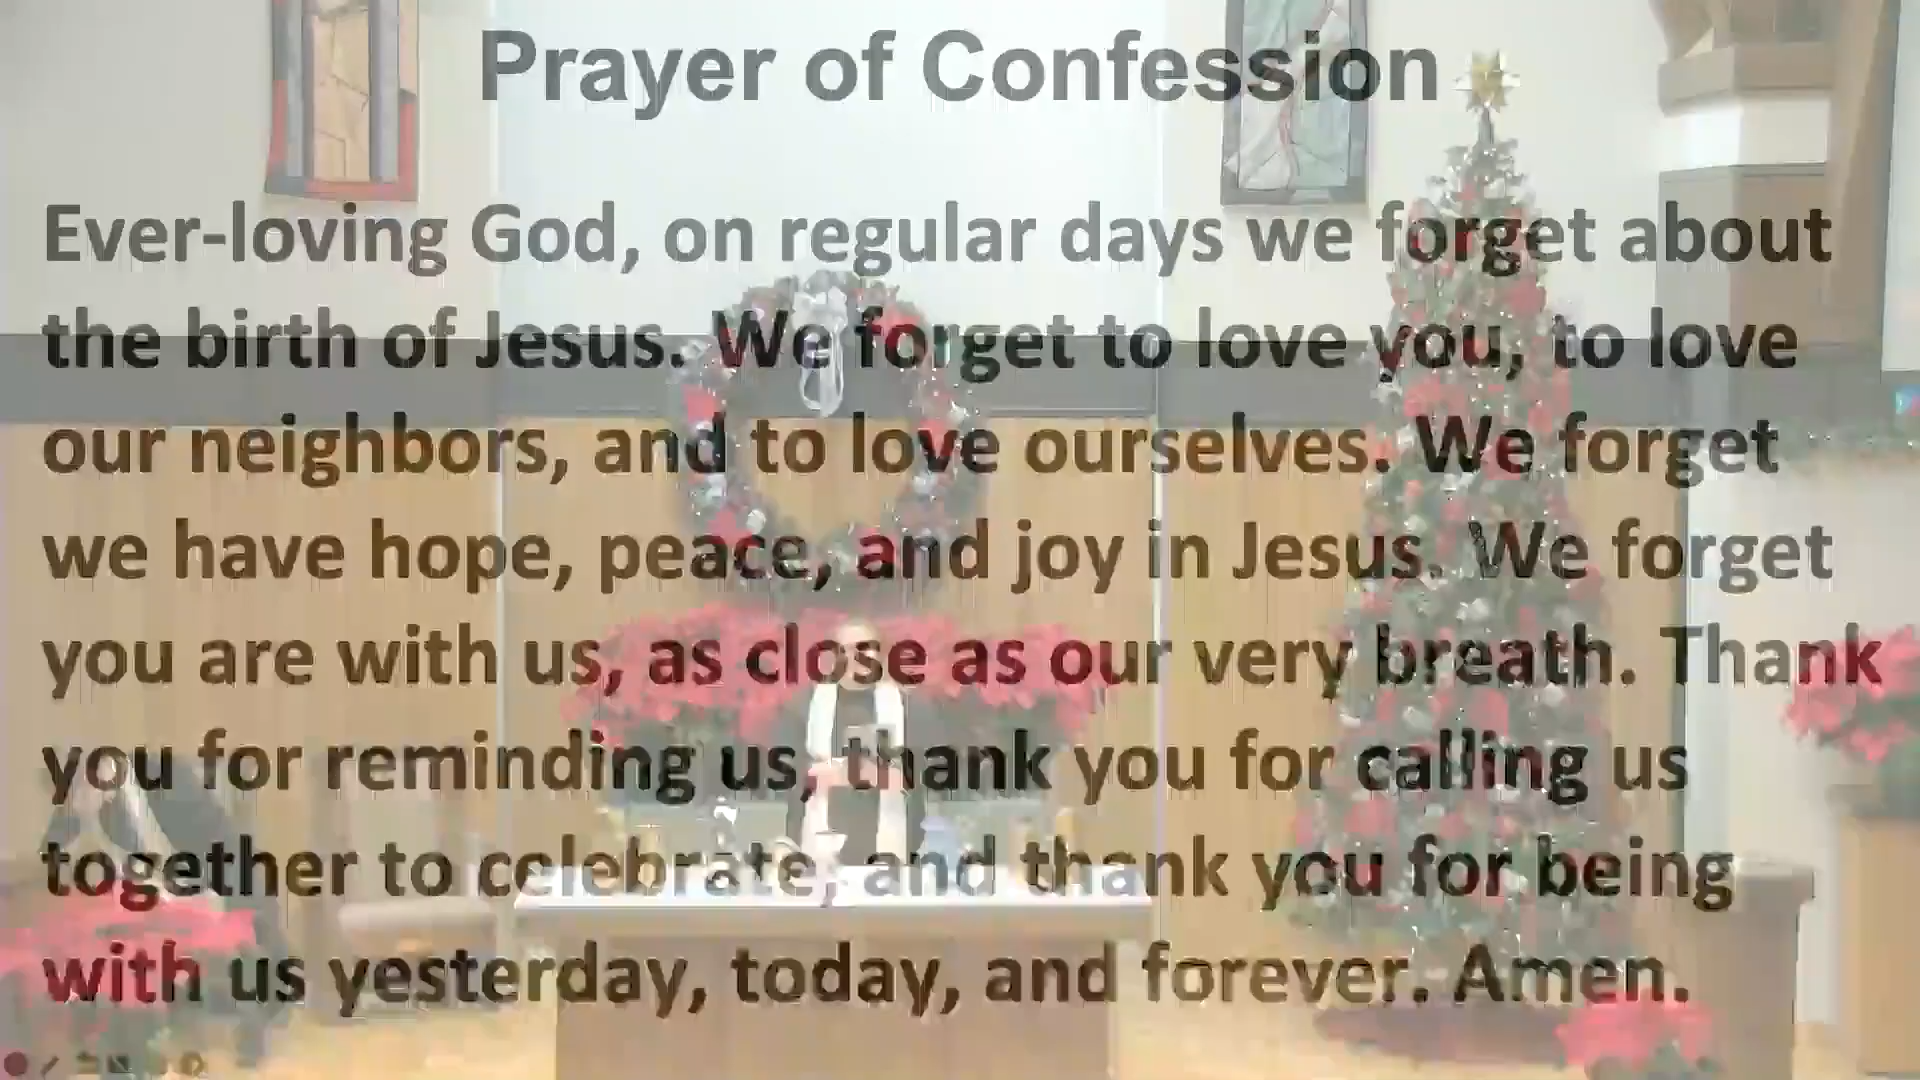 Prayer of Confession
Ever-loving God, on regular days we forget about
the birth of Jesus. We forget to love you, to love
our neighbors, and to love ourselves. We forget
we have hope, peace, and joy in Jesus. We forget
you are with us, as close as our very breath. Thank
you for reminding us, thank you for calling us
together to celebrate, and thank you for being
with us yesterday, today, and forever. Amen.